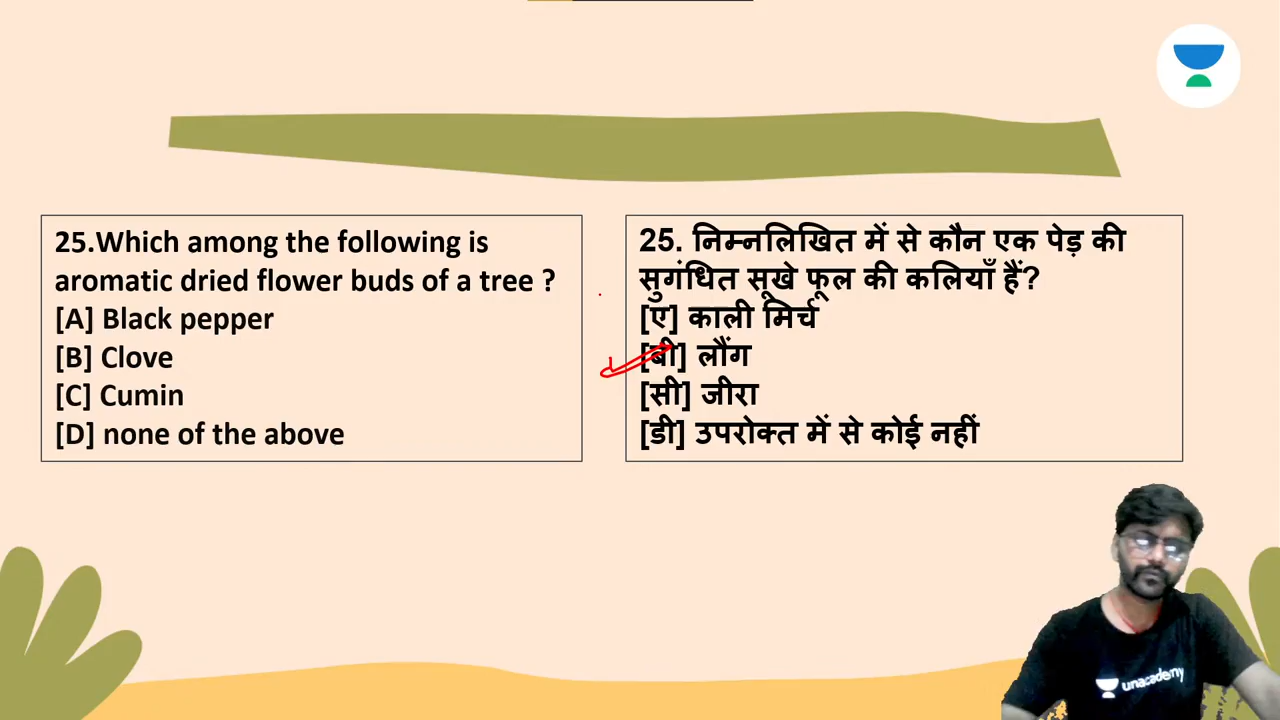 25.Which among the following is
aromatic dried flower buds of a tree ?
[A] Black pepper
[B] Clove
[C] Cumin
[D] none of the above
25. निम्नलिखित में से कौन एक पेड़ की
सुगंधित सूखे फूल की कलियाँ हैं?
[ए] काली मिर्च
[बी] लौंग
[सी] जीरा
[डी] उपरोक्त में से कोई नहीं
unacademy